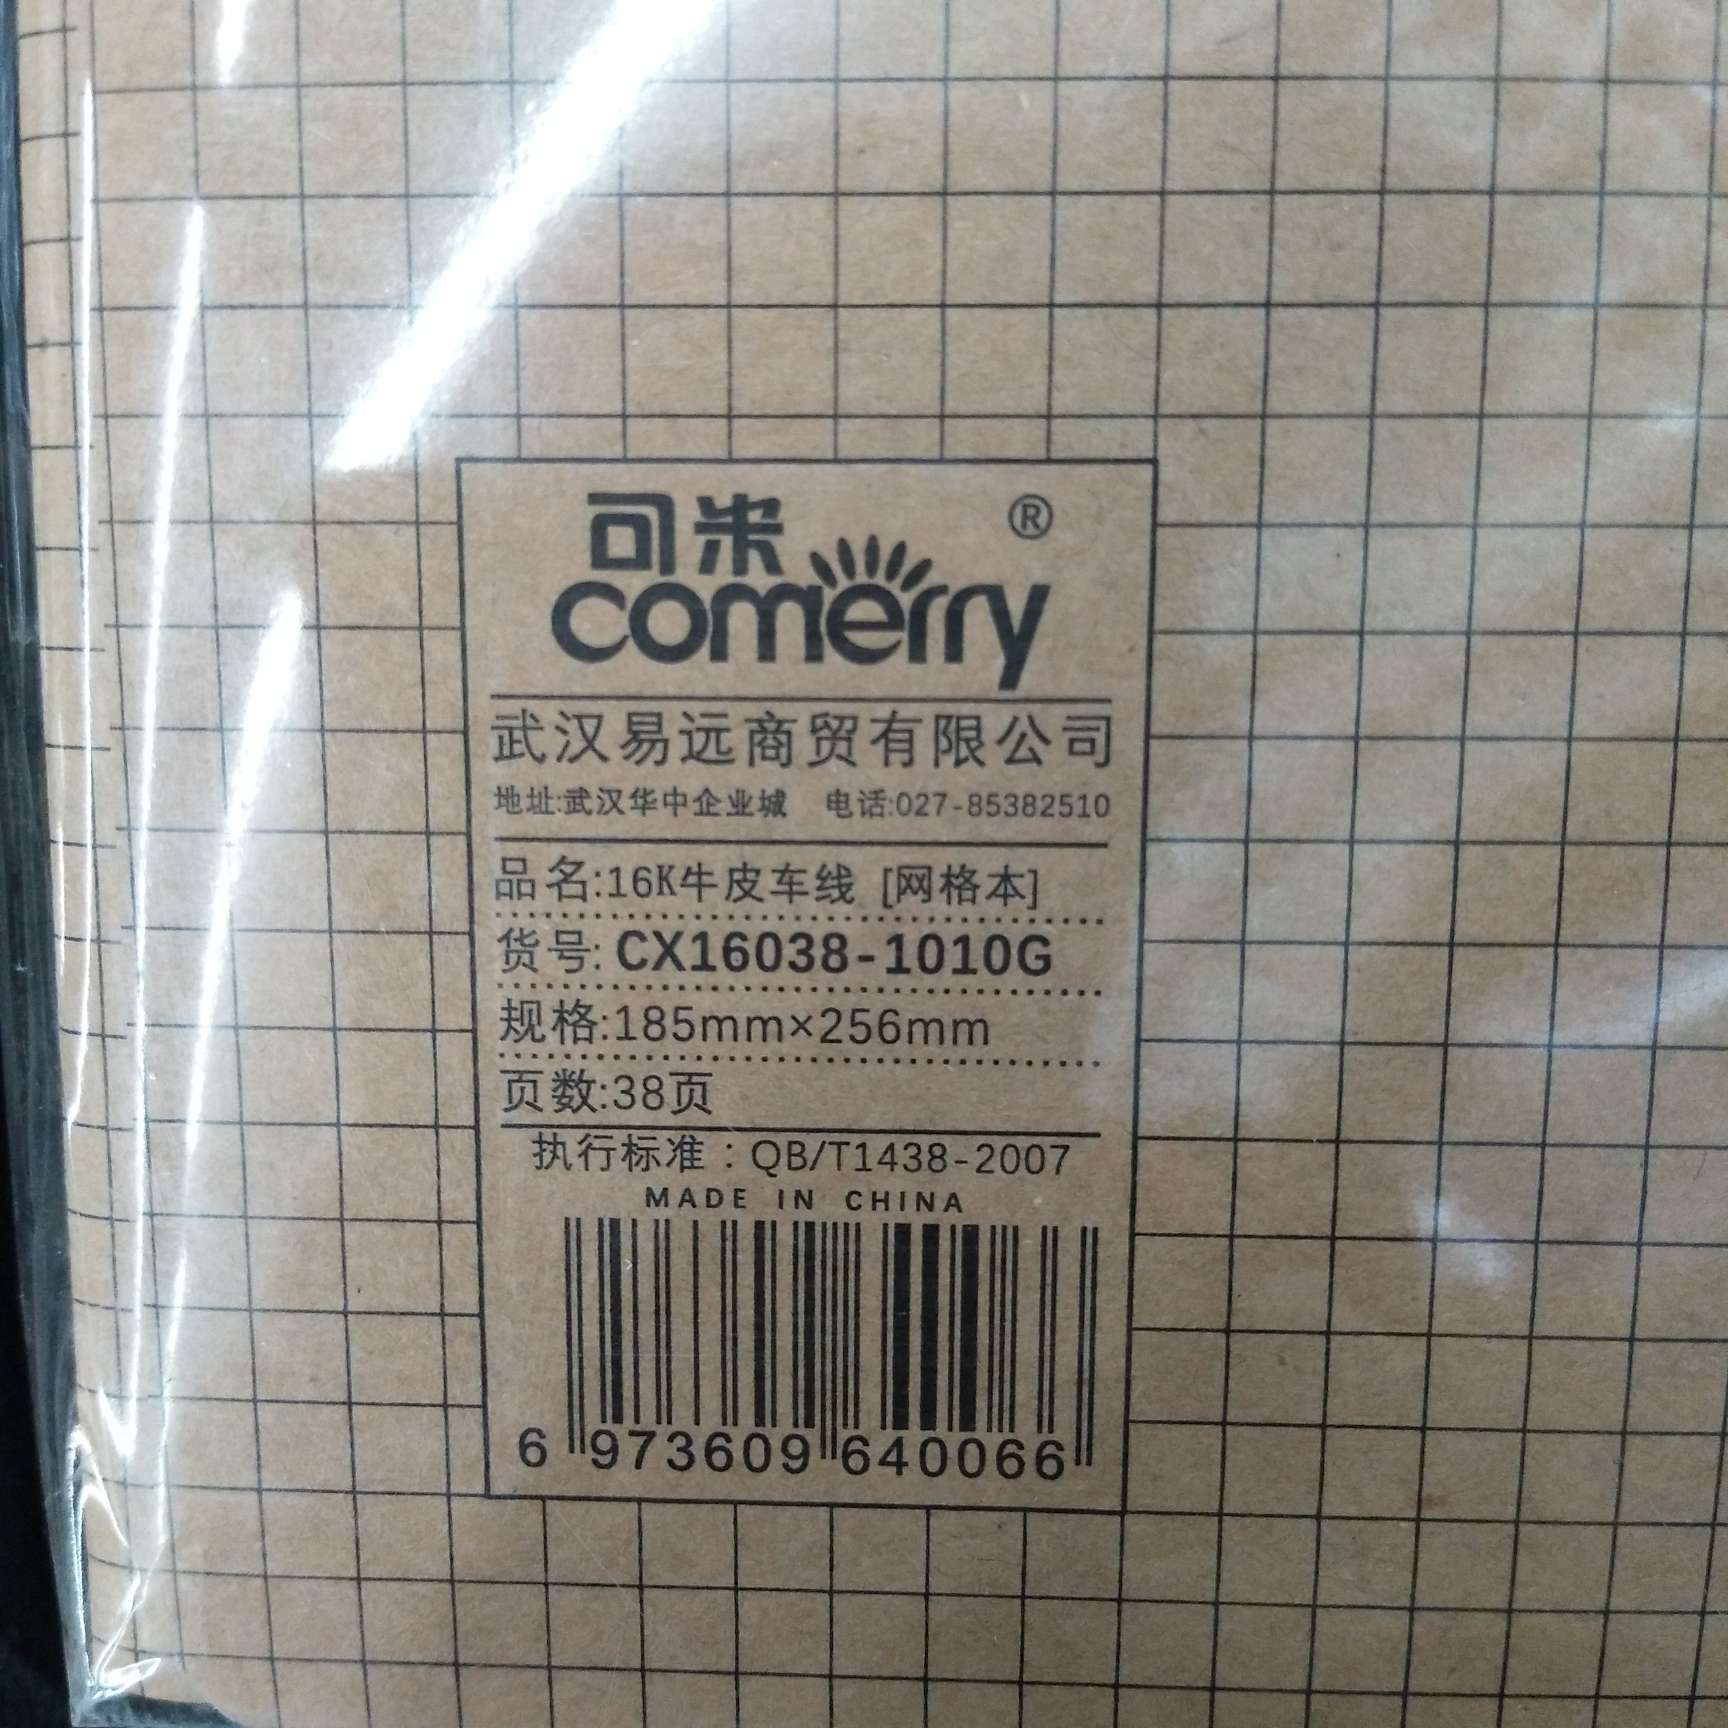 可米 ®
comerry
武汉易远商贸有限公司
地址:武汉华中企业城 电话:027-85382510
品名:16K牛皮车线 [网格本]
货号: CX16038-1010G
规格:185mm×256mm
页数:38页
执行标准:QB/T1438-2007
MADE IN CHINA
6 973609 640066